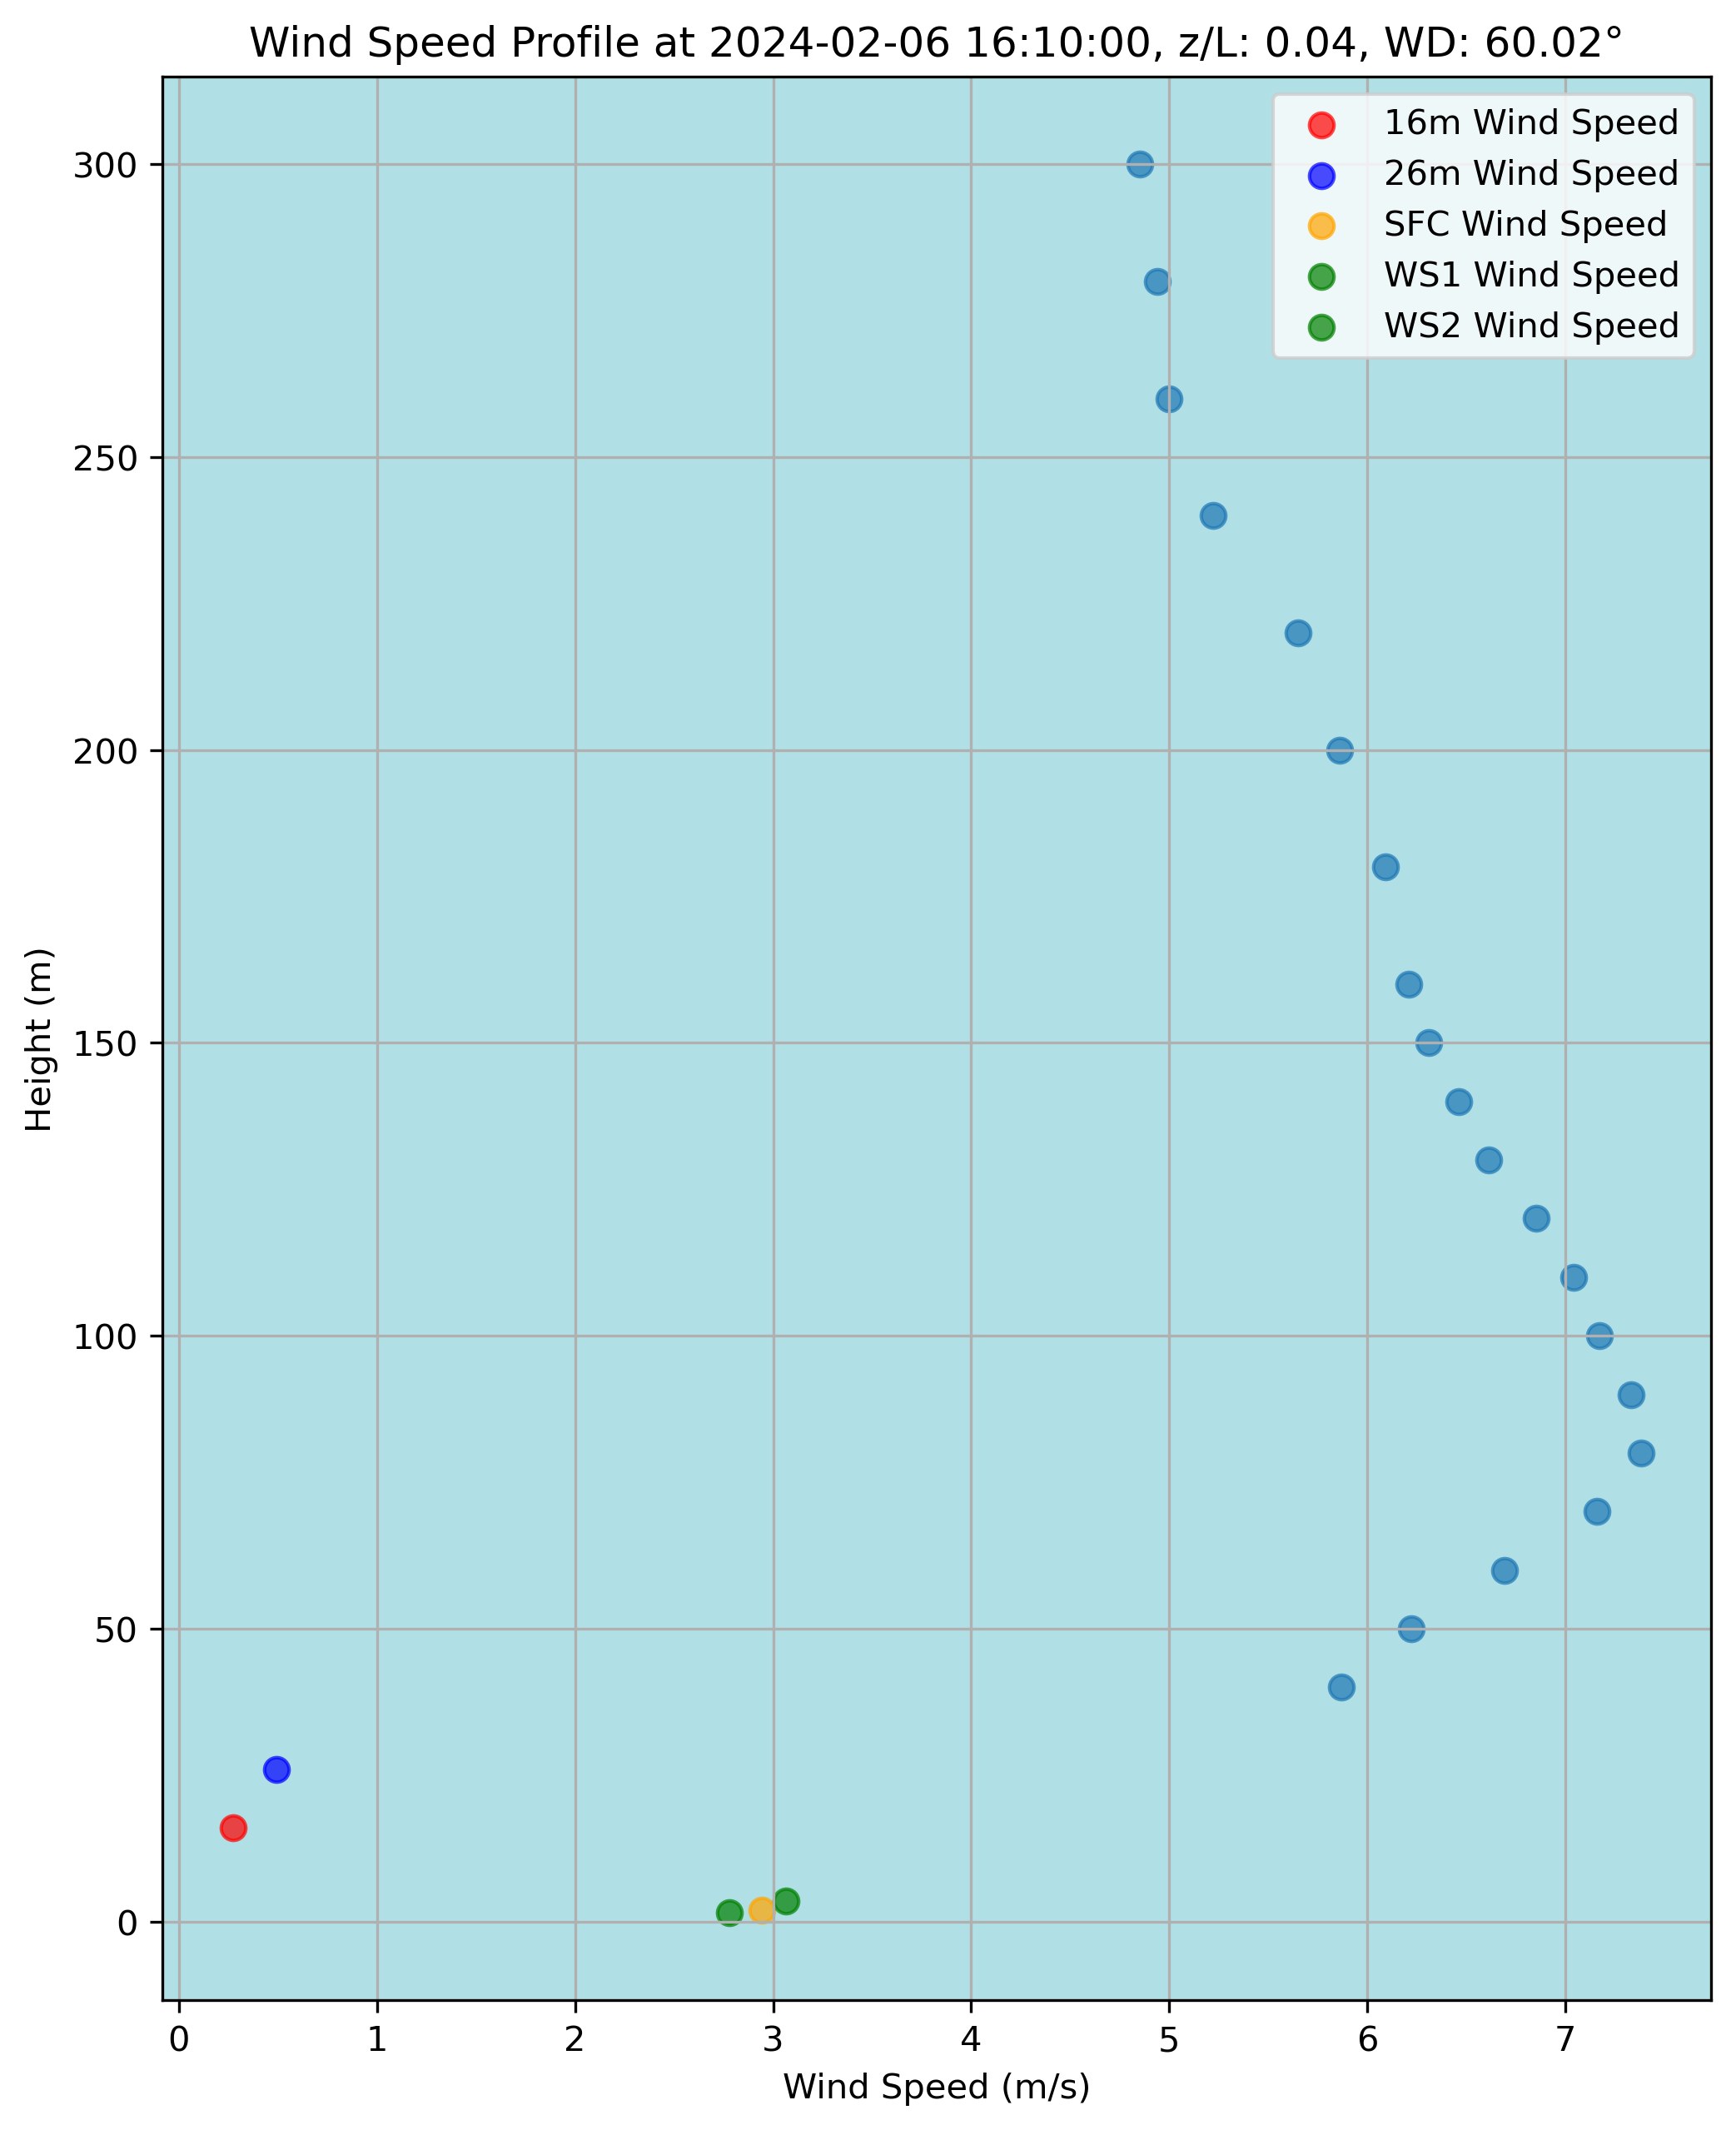 Wind Speed Profile at 2024-02-06 16:10:00, z/L: 0.04, WD: 60.02°
16m Wind Speed
26m Wind Speed
SFC Wind Speed
WS1 Wind Speed
WS2 Wind Speed
Height (m)
300
250
200
150
100
50
0
0 1 2 3 4 5 6 7
Wind Speed (m/s)